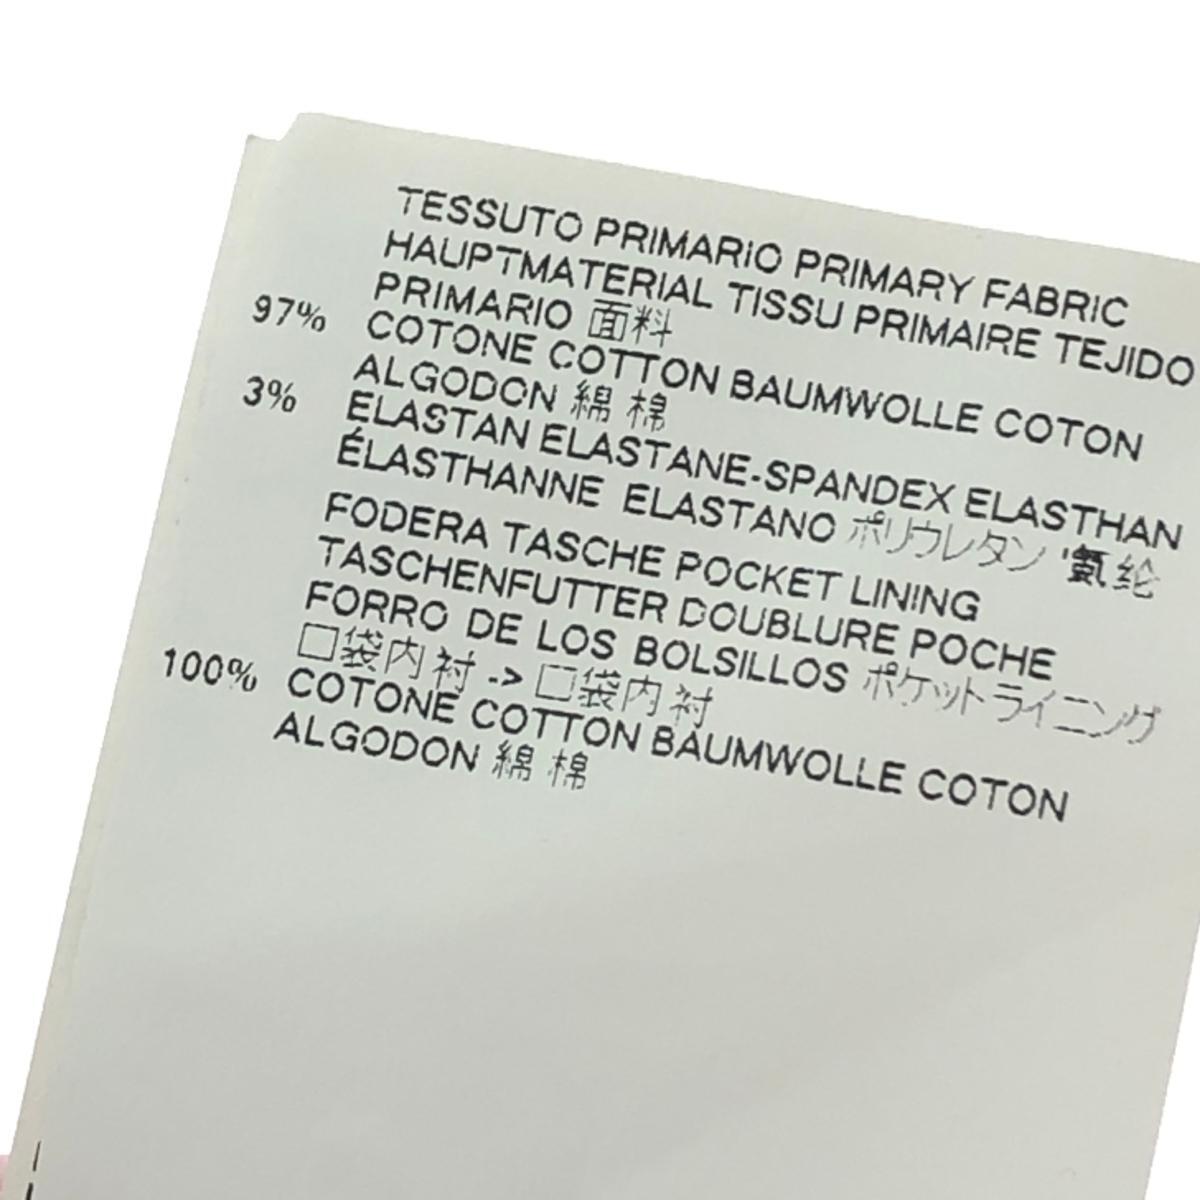 TESSUTO PRIMARIO PRIMARY FABRIC
HAUPTMATERIAL TISSU PRIMAIRE TEJIDO
PRIMARIO 面料
97% COTONE COTTON BAUMWOLLE COTON
ALGODON 綿 棉
3% ELASTAN ELASTANE-SPANDEX ELASTHAN
ÉLASTHANNE ELASTANO ポリウレタン '氨纶
FODERA TASCHE POCKET LINING
TASCHENFUTTER DOUBLURE POCHE
FORRO DE LOS BOLSILLOS ポケットライニング
口袋内衬 -> 口袋内衬
100% COTONE COTTON BAUMWOLLE COTON
ALGODON 綿 棉